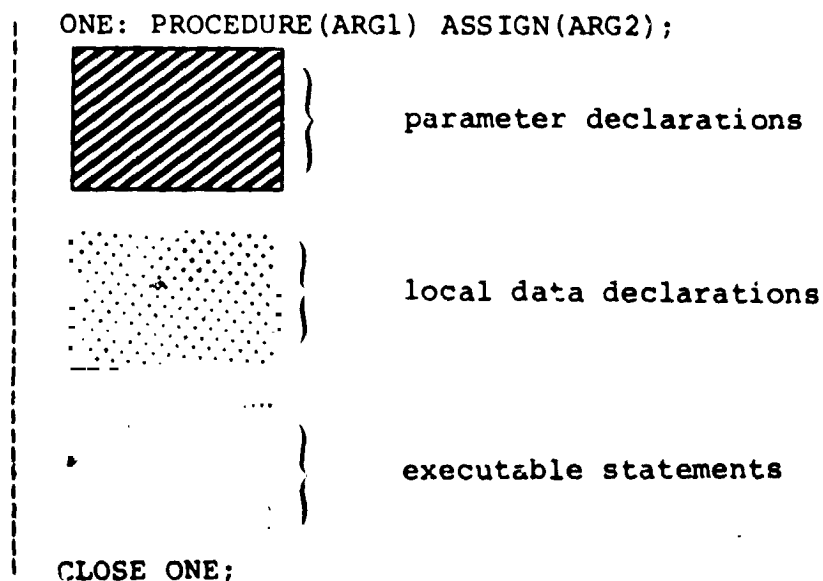 ONE: PROCEDURE(ARG1) ASSIGN(ARG2);
parameter declarations
local data declarations
executable statements
CLOSE ONE;